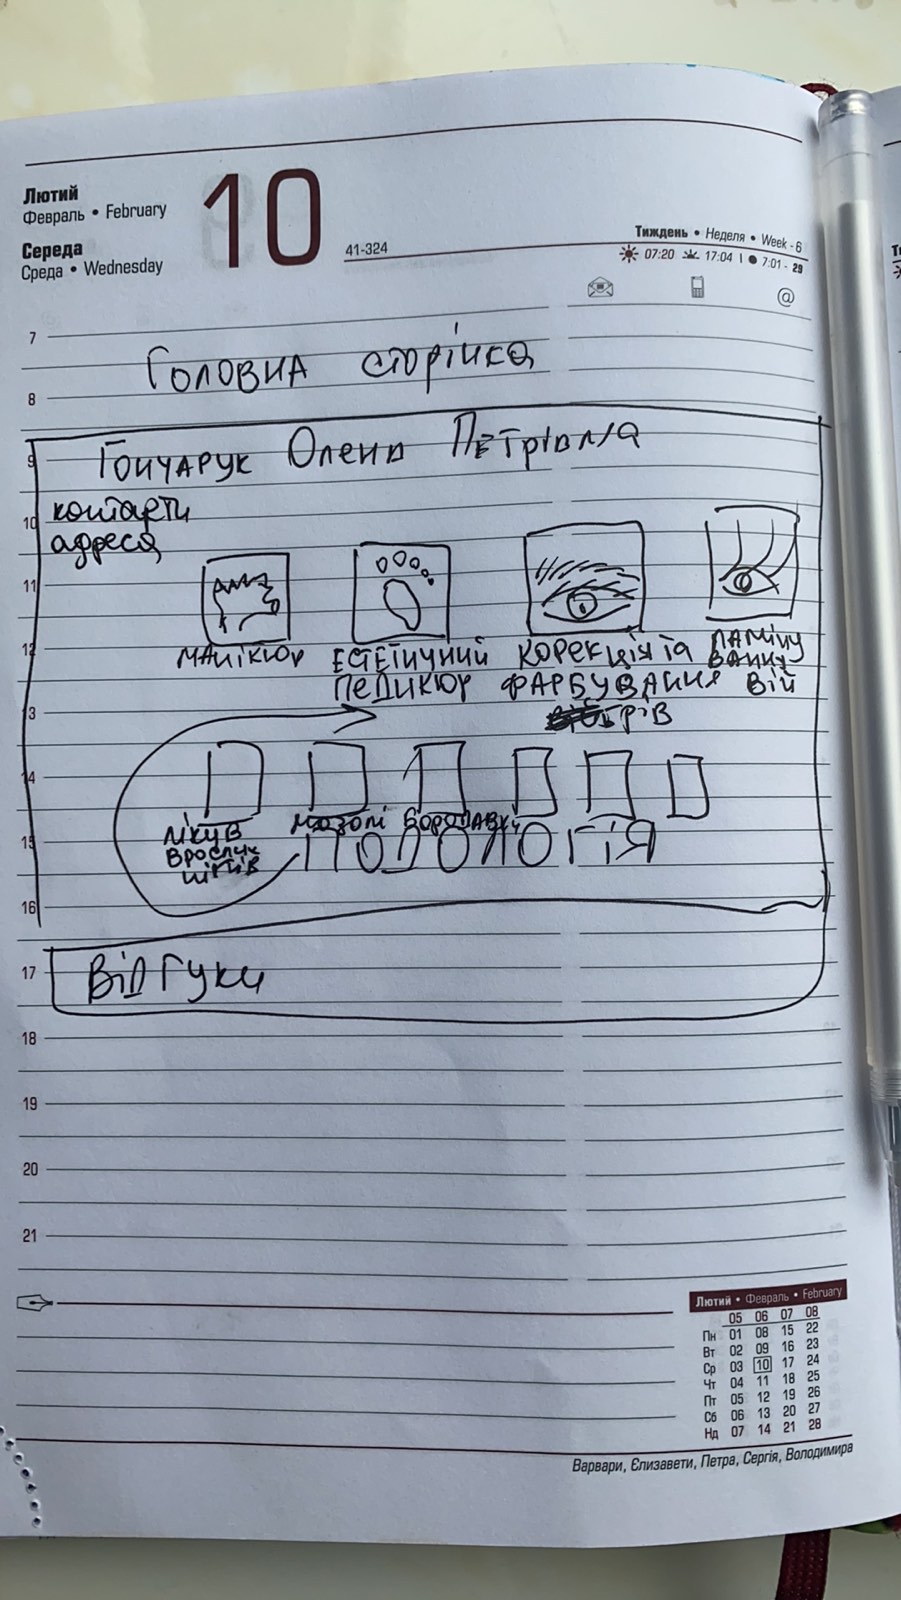 Лютий
Февраль • February
10
Середа
Среда • Wednesday
41-324
Тиждень • Неделя • Week - 6
07:20 17:04 | 7:01 - 29
@
7
Головна сторінка
8
9
Гончарук Олена Петрівна
10
контакти
адреса
11
12
манікюр
Естетичний
педикюр
Корекція та
фарбування
брів
Ламіну
вання
вій
13
14
лікув
врослих
нігтів
мозолі
бородавки
15
Подологія
16
17
Відгуки
18
19
20
21
Лютий • Февраль • February
05 06 07 08
Пн 01 08 15 22
Вт 02 09 16 23
Ср 03 10 17 24
Чт 04 11 18 25
Пт 05 12 19 26
Сб 06 13 20 27
Нд 07 14 21 28
Варвари, Єлизавети, Петра, Сергія, Володимира